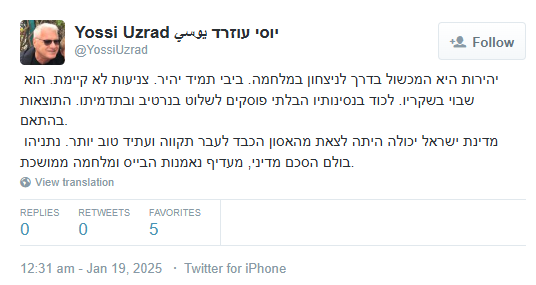 Yossi Uzrad يوسي יוסי עוזרד
@YossiUzrad
Follow
יהירות היא המכשול בדרך לניצחון במלחמה. ביבי תמיד יהיר. צניעות לא קיימת. הוא
שבוי בשקריו. לכוד בנסינותיו הבלתי פוסקים לשלוט בנרטיב ובתדמיתו. התוצאות
בהתאם.
מדינת ישראל יכולה היתה לצאת מהאסון הכבד לעבר תקווה ועתיד טוב יותר. נתניהו
בולם הסכם מדיני, מעדיף נאמנות הבייס ומלחמה ממושכת.
View translation
REPLIES RETWEETS FAVORITES
0 0 5
12:31 am - Jan 19, 2025 · Twitter for iPhone